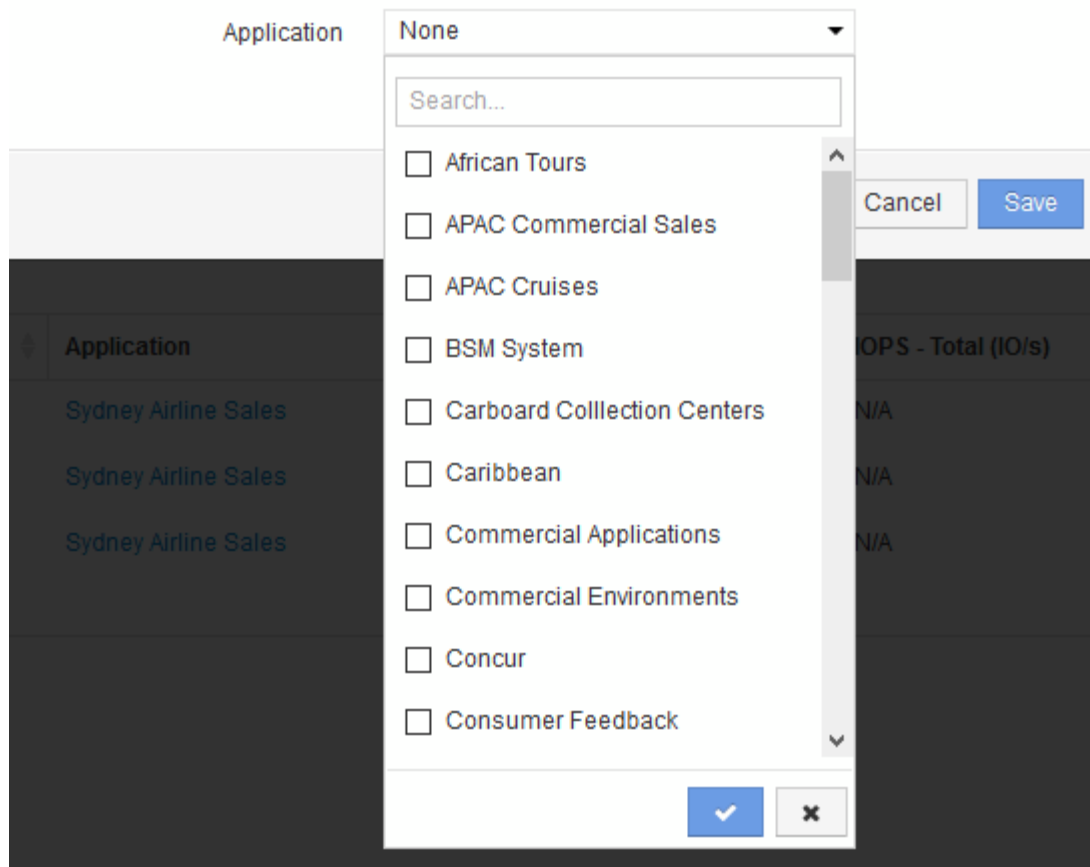 Application None
Search...
African Tours
APAC Commercial Sales
Cancel Save
APAC Cruises
Application BSM System IOPS - Total (IO/s)
Sydney Airline Sales Carboard Colllection Centers N/A
Sydney Airline Sales Caribbean N/A
Sydney Airline Sales Commercial Applications N/A
Commercial Environments
Concur
Consumer Feedback